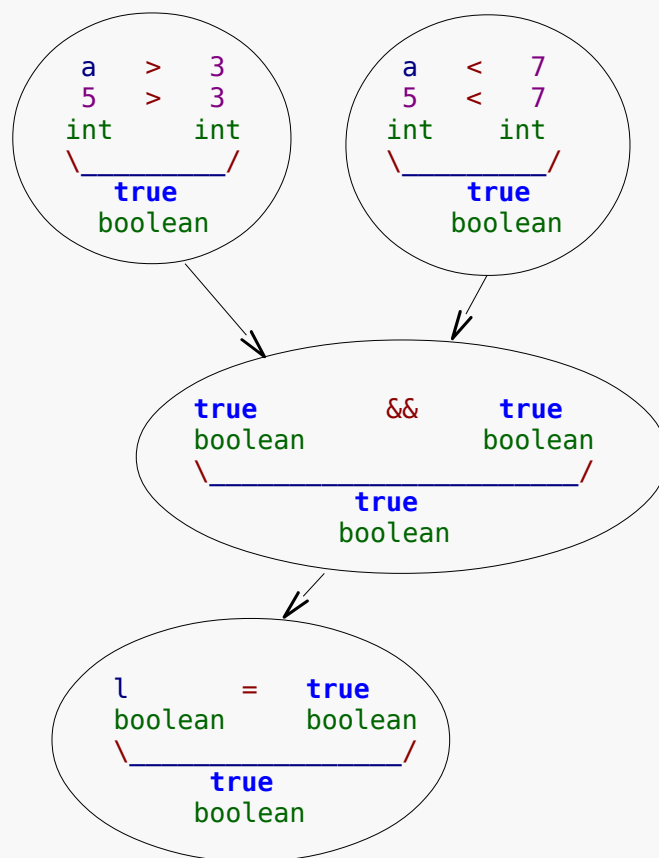 a > 3
5 > 3
int int
\_________/
true
boolean
a < 7
5 < 7
int int
\_________/
true
boolean
true && true
boolean boolean
\_______________________/
true
boolean
l = true
boolean boolean
\_________________/
true
boolean